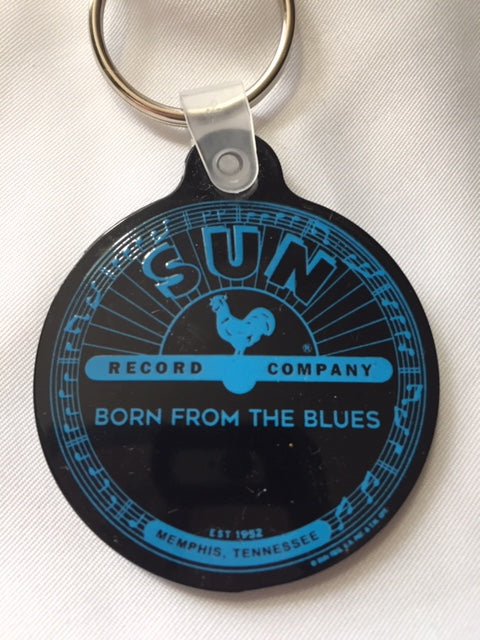 SUN
®
RECORD COMPANY
BORN FROM THE BLUES
EST 1952
MEMPHIS, TENNESSEE